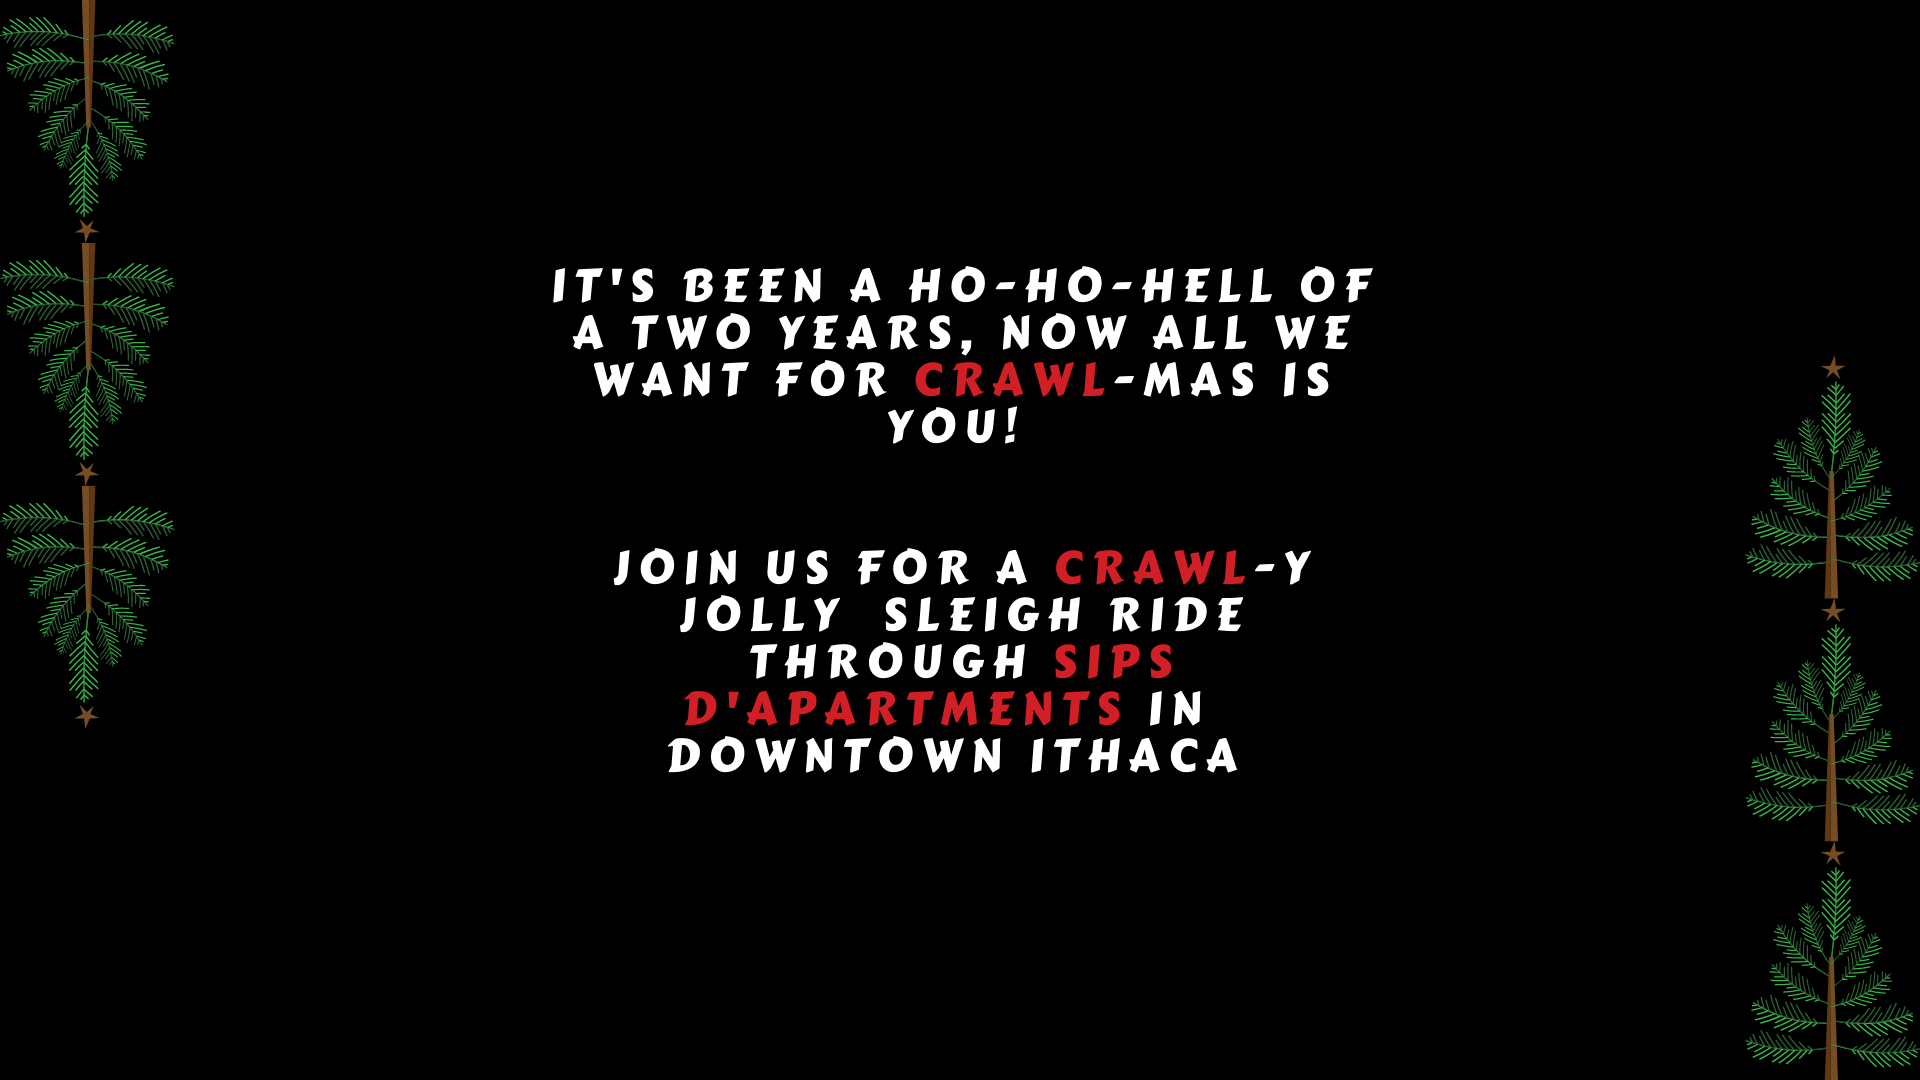 IT'S BEEN A HO-HO-HELL OF
A TWO YEARS, NOW ALL WE
WANT FOR CRAWL-MAS IS
YOU!
JOIN US FOR A CRAWL-Y
JOLLY SLEIGH RIDE
THROUGH SIPS
D'APARTMENTS IN
DOWNTOWN ITHACA